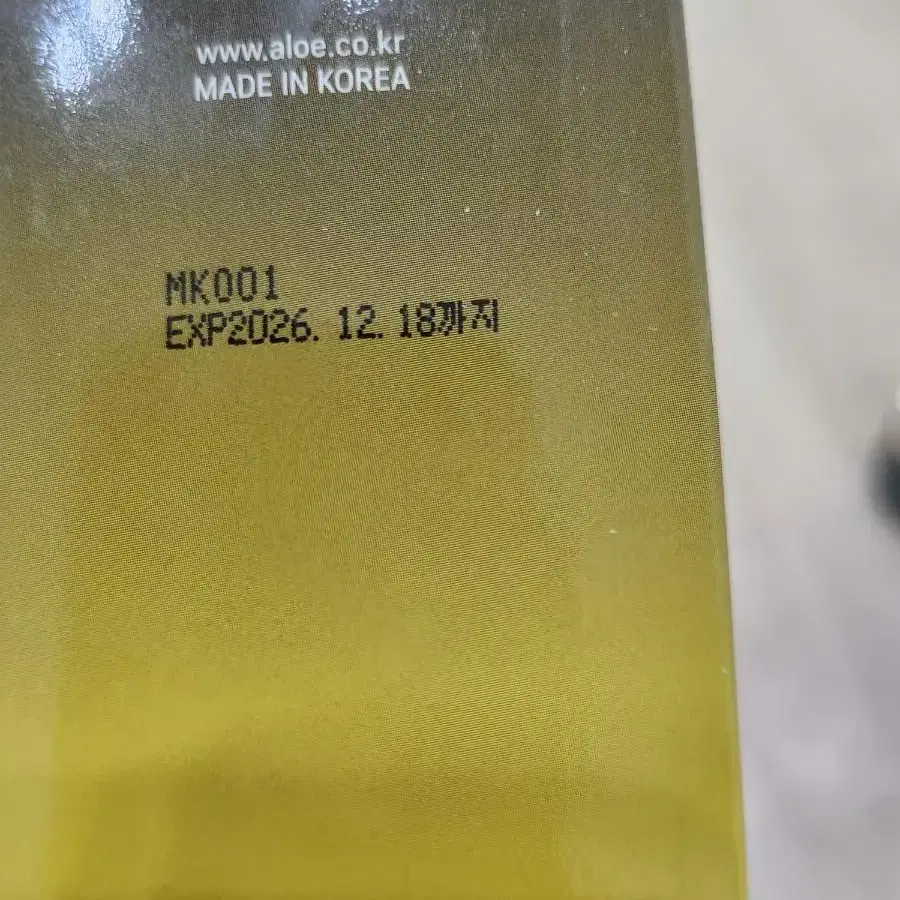 www.aloe.co.kr
MADE IN KOREA
MK001
EXP2026. 12. 18까지